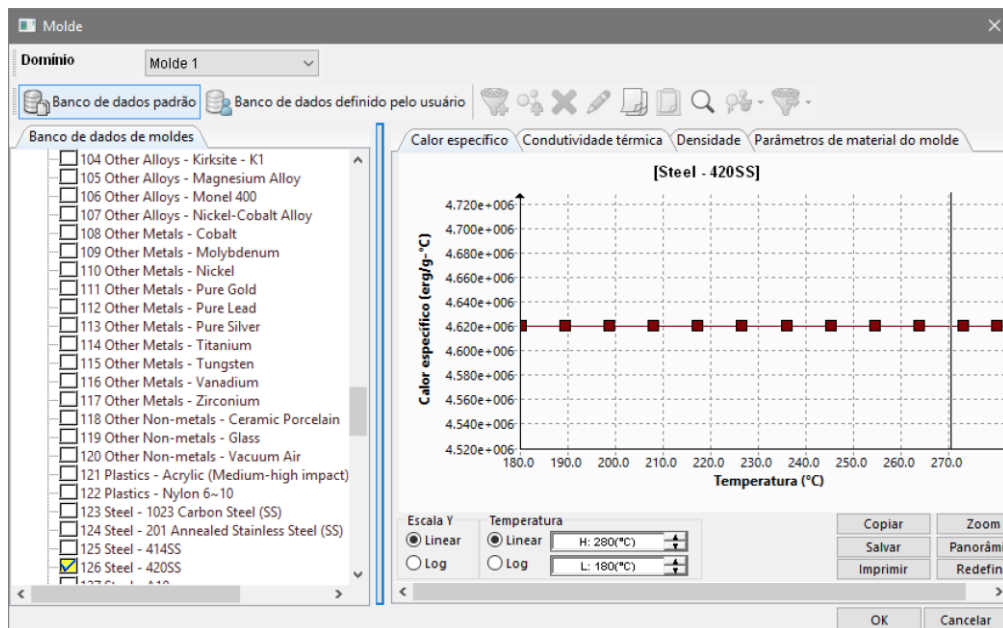 Molde
Domínio
Molde 1
Banco de dados padrão
Banco de dados definido pelo usuário
Banco de dados de moldes
104 Other Alloys - Kirksite - K1
105 Other Alloys - Magnesium Alloy
106 Other Alloys - Monel 400
107 Other Alloys - Nickel-Cobalt Alloy
108 Other Metals - Cobalt
109 Other Metals - Molybdenum
110 Other Metals - Nickel
111 Other Metals - Pure Gold
112 Other Metals - Pure Lead
113 Other Metals - Pure Silver
114 Other Metals - Titanium
115 Other Metals - Tungsten
116 Other Metals - Vanadium
117 Other Metals - Zirconium
118 Other Non-metals - Ceramic Porcelain
119 Other Non-metals - Glass
120 Other Non-metals - Vacuum Air
121 Plastics - Acrylic (Medium-high impact)
122 Plastics - Nylon 6~10
123 Steel - 1023 Carbon Steel (SS)
124 Steel - 201 Annealed Stainless Steel (SS)
125 Steel - 414SS
126 Steel - 420SS
Calor específico
Condutividade térmica
Densidade
Parâmetros de material do molde
[Steel - 420SS]
Calor específico (erg/g-°C)
4.720e+006
4.700e+006
4.680e+006
4.660e+006
4.640e+006
4.620e+006
4.600e+006
4.580e+006
4.560e+006
4.540e+006
4.520e+006
180.0 190.0 200.0 210.0 220.0 230.0 240.0 250.0 260.0 270.0
Temperatura (°C)
Escala Y
Linear
Log
Temperatura
Linear
Log
H: 280(°C)
L: 180(°C)
Copiar
Zoom
Salvar
Panorâmi
Imprimir
Redefin
OK
Cancelar